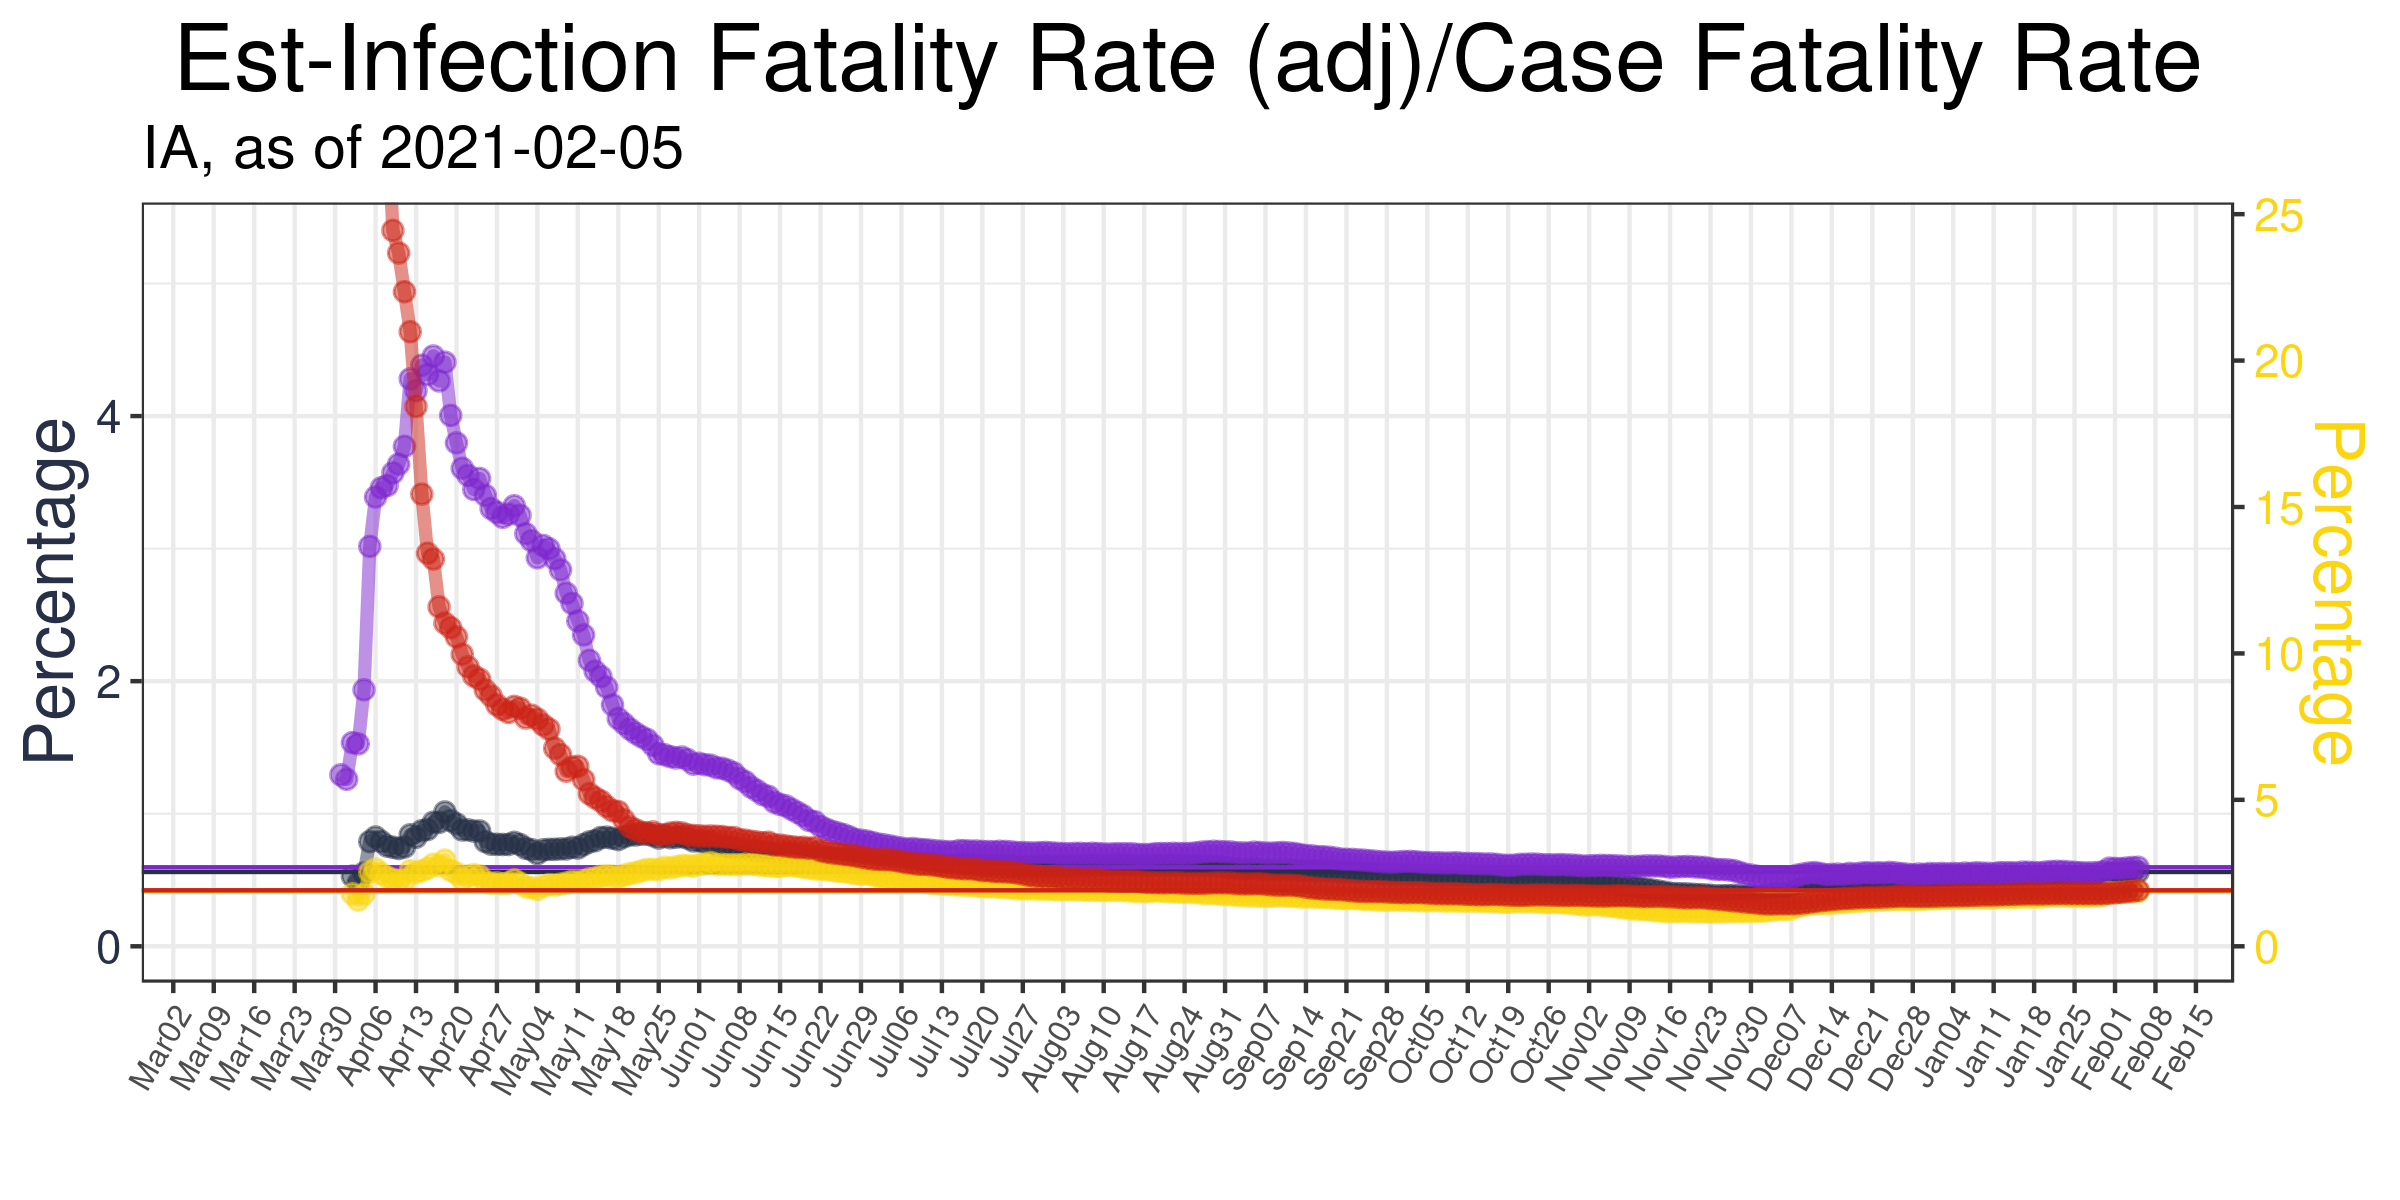 Est-Infection Fatality Rate (adj)/Case Fatality Rate
IA, as of 2021-02-05
Percentage
4
2
0
25
20
15
10
5
0
Percentage
Mar02
Mar09
Mar16
Mar23
Mar30
Apr06
Apr13
Apr20
Apr27
May04
May11
May18
May25
Jun01
Jun08
Jun15
Jun22
Jun29
Jul06
Jul13
Jul20
Jul27
Aug03
Aug10
Aug17
Aug24
Aug31
Sep07
Sep14
Sep21
Sep28
Oct05
Oct12
Oct19
Oct26
Nov02
Nov09
Nov16
Nov23
Nov30
Dec07
Dec14
Dec21
Dec28
Jan04
Jan11
Jan18
Jan25
Feb01
Feb08
Feb15